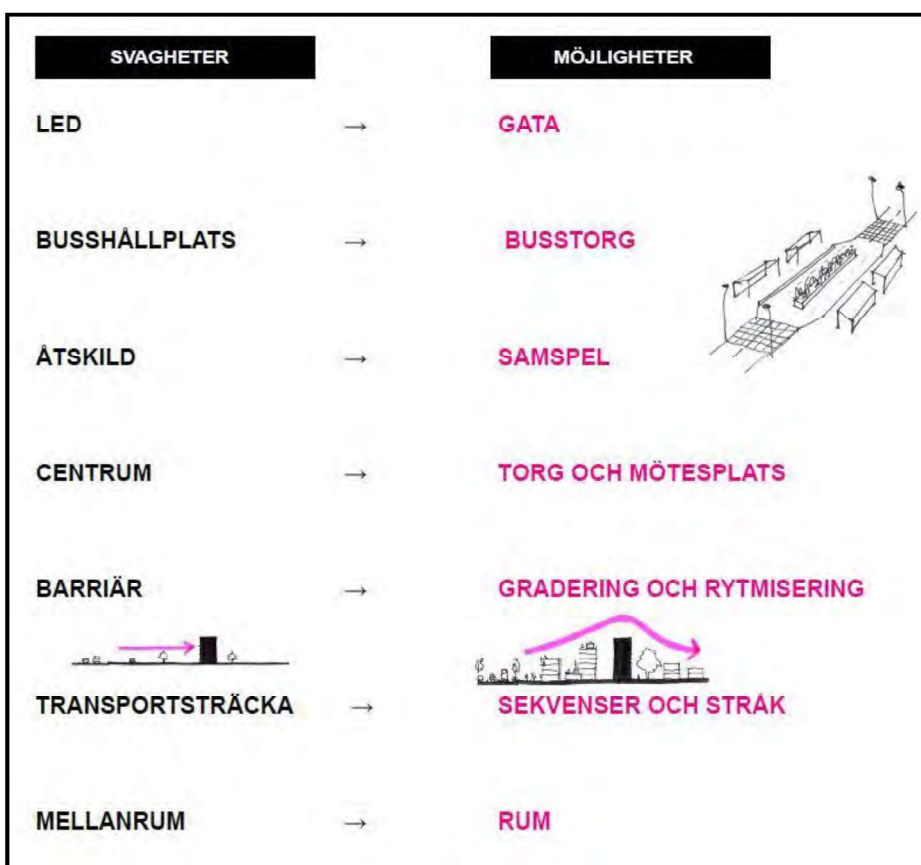 SVAGHETER MÖJLIGHETER
LED → GATA
BUSSHÅLLPLATS → BUSSTORG
ÅTSKILD → SAMSPEL
CENTRUM → TORG OCH MÖTESPLATS
BARRIÄR → GRADERING OCH RYTMISERING
TRANSPORTSTRÄCKA → SEKVENSER OCH STRÅK
MELLANRUM → RUM